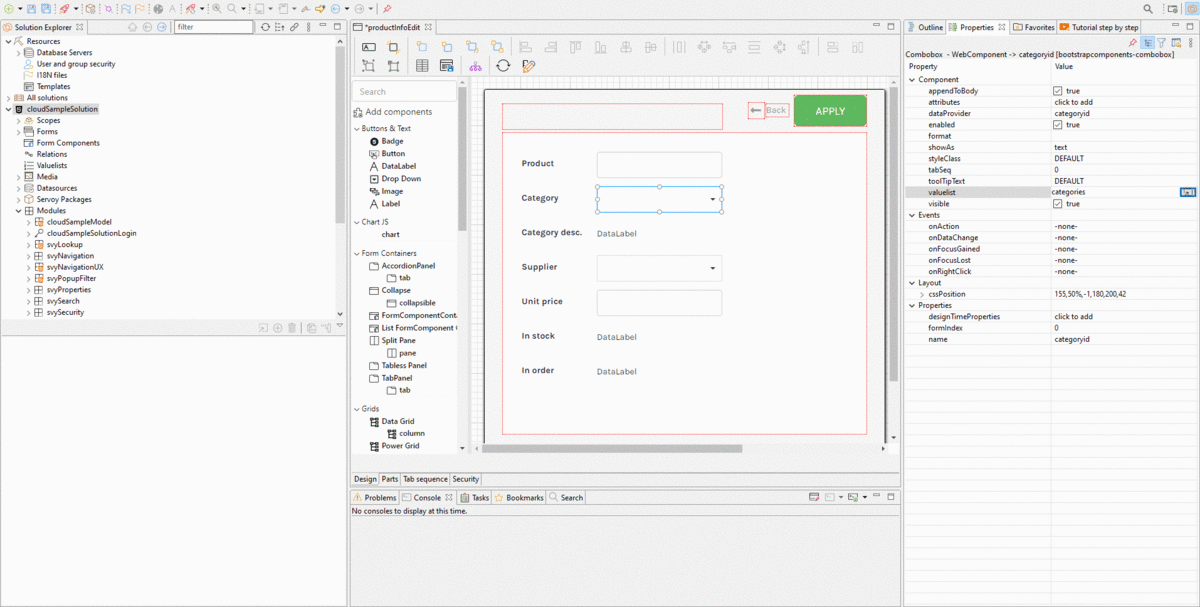 filter
Solution Explorer
Resources
Database Servers
User and group security
I18N files
Templates
All solutions
cloudSampleSolution
Scopes
Forms
Form Components
Relations
Valuelists
Media
Datasources
Servoy Packages
Modules
cloudSampleModel
cloudSampleSolutionLogin
svyLookup
svyNavigation
svyNavigationUX
svyPopupFilter
svyProperties
svySearch
svySecurity
*productInfoEdit
Search
Add components
Buttons & Text
Badge
Button
DataLabel
Drop Down
Image
Label
Chart JS
chart
Form Containers
AccordionPanel
tab
Collapse
collapsible
FormComponentConta
List FormComponent
Split Pane
pane
Tabless Panel
TabPanel
tab
Grids
Data Grid
column
Power Grid
Back
APPLY
Product
Category
Category desc. DataLabel
Supplier
Unit price
In stock DataLabel
In order DataLabel
Design Parts Tab sequence Security
Problems Console Tasks Bookmarks Search
No consoles to display at this time.
Outline Properties Favorites Tutorial step by step
Combobox - WebComponent -> categoryid [bootstrapcomponents-combobox]
Property Value
Component
appendToBody true
attributes click to add
dataProvider categoryid
enabled true
format
showAs text
styleClass DEFAULT
tabSeq 0
toolTipText DEFAULT
valuelist categories
visible true
Events
onAction -none-
onDataChange -none-
onFocusGained -none-
onFocusLost -none-
onRightClick -none-
Layout
cssPosition 155,50%,-1,180,200,42
Properties
designTimeProperties click to add
formIndex 0
name categoryid